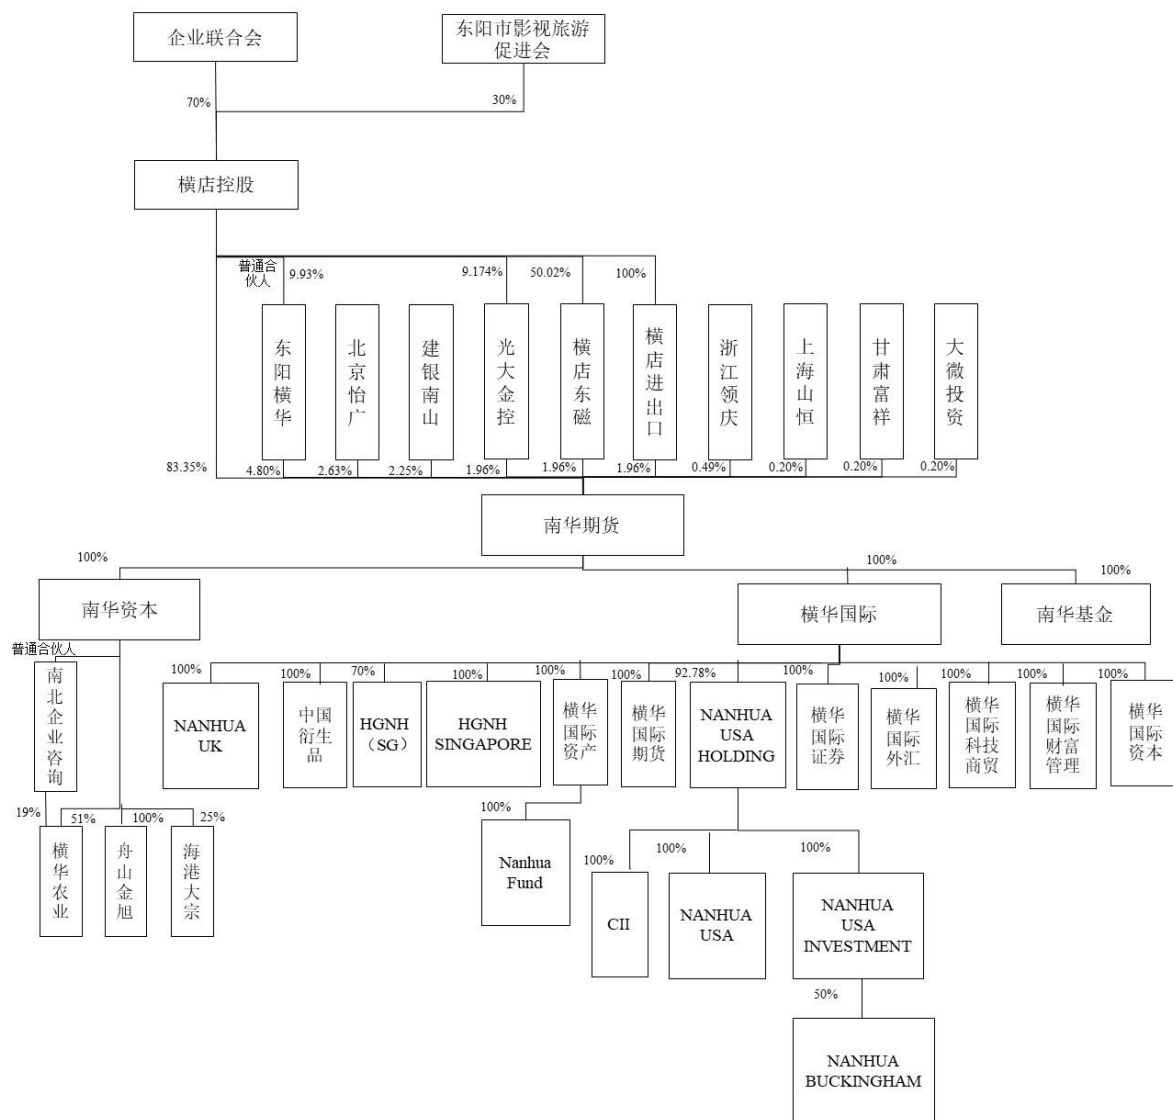 企业联合会
东阳市影视旅游
促进会
70%
30%
横店控股
普通合
伙人
9.93%
9.174%
50.02%
100%
东阳横华
北京怡广
建银南山
光大金控
横店东磁
横店进出口
浙江领庆
上海山恒
甘肃富祥
大微投资
83.35%
4.80%
2.63%
2.25%
1.96%
1.96%
1.96%
0.49%
0.20%
0.20%
0.20%
南华期货
100%
100%
100%
南华资本
横华国际
南华基金
普通合伙人
南北企业咨询
100%
100%
70%
100%
100%
100%
92.78%
100%
100%
100%
100%
100%
NANHUA
UK
中国
衍生
品
HGNH
（SG）
HGNH
SINGAPORE
横华
国际
资产
横华
国际
期货
NANHUA
USA
HOLDING
横华
国际
证券
横华
国际
外汇
横华
国际
科技
商贸
横华
国际
财富
管理
横华
国际
资本
19%
51%
100%
25%
横华农业
舟山金旭
海港大宗
100%
Nanhua
Fund
100%
100%
100%
CII
NANHUA
USA
NANHUA
USA
INVESTMENT
50%
NANHUA
BUCKINGHAM